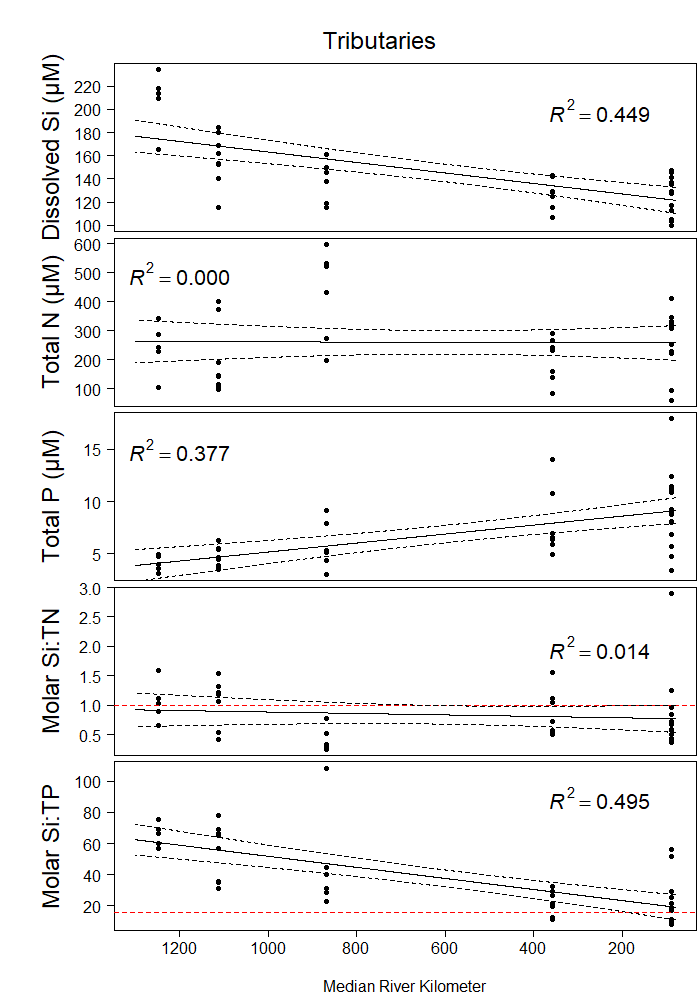 Tributaries
Dissolved Si (µM)
220
200
180
160
140
120
100
R² = 0.449
Total N (µM)
600
500
400
300
200
100
R² = 0.000
Total P (µM)
15
10
5
R² = 0.377
Molar Si:TN
3.0
2.5
2.0
1.5
1.0
0.5
R² = 0.014
Molar Si:TP
100
80
60
40
20
R² = 0.495
1200 1000 800 600 400 200
Median River Kilometer